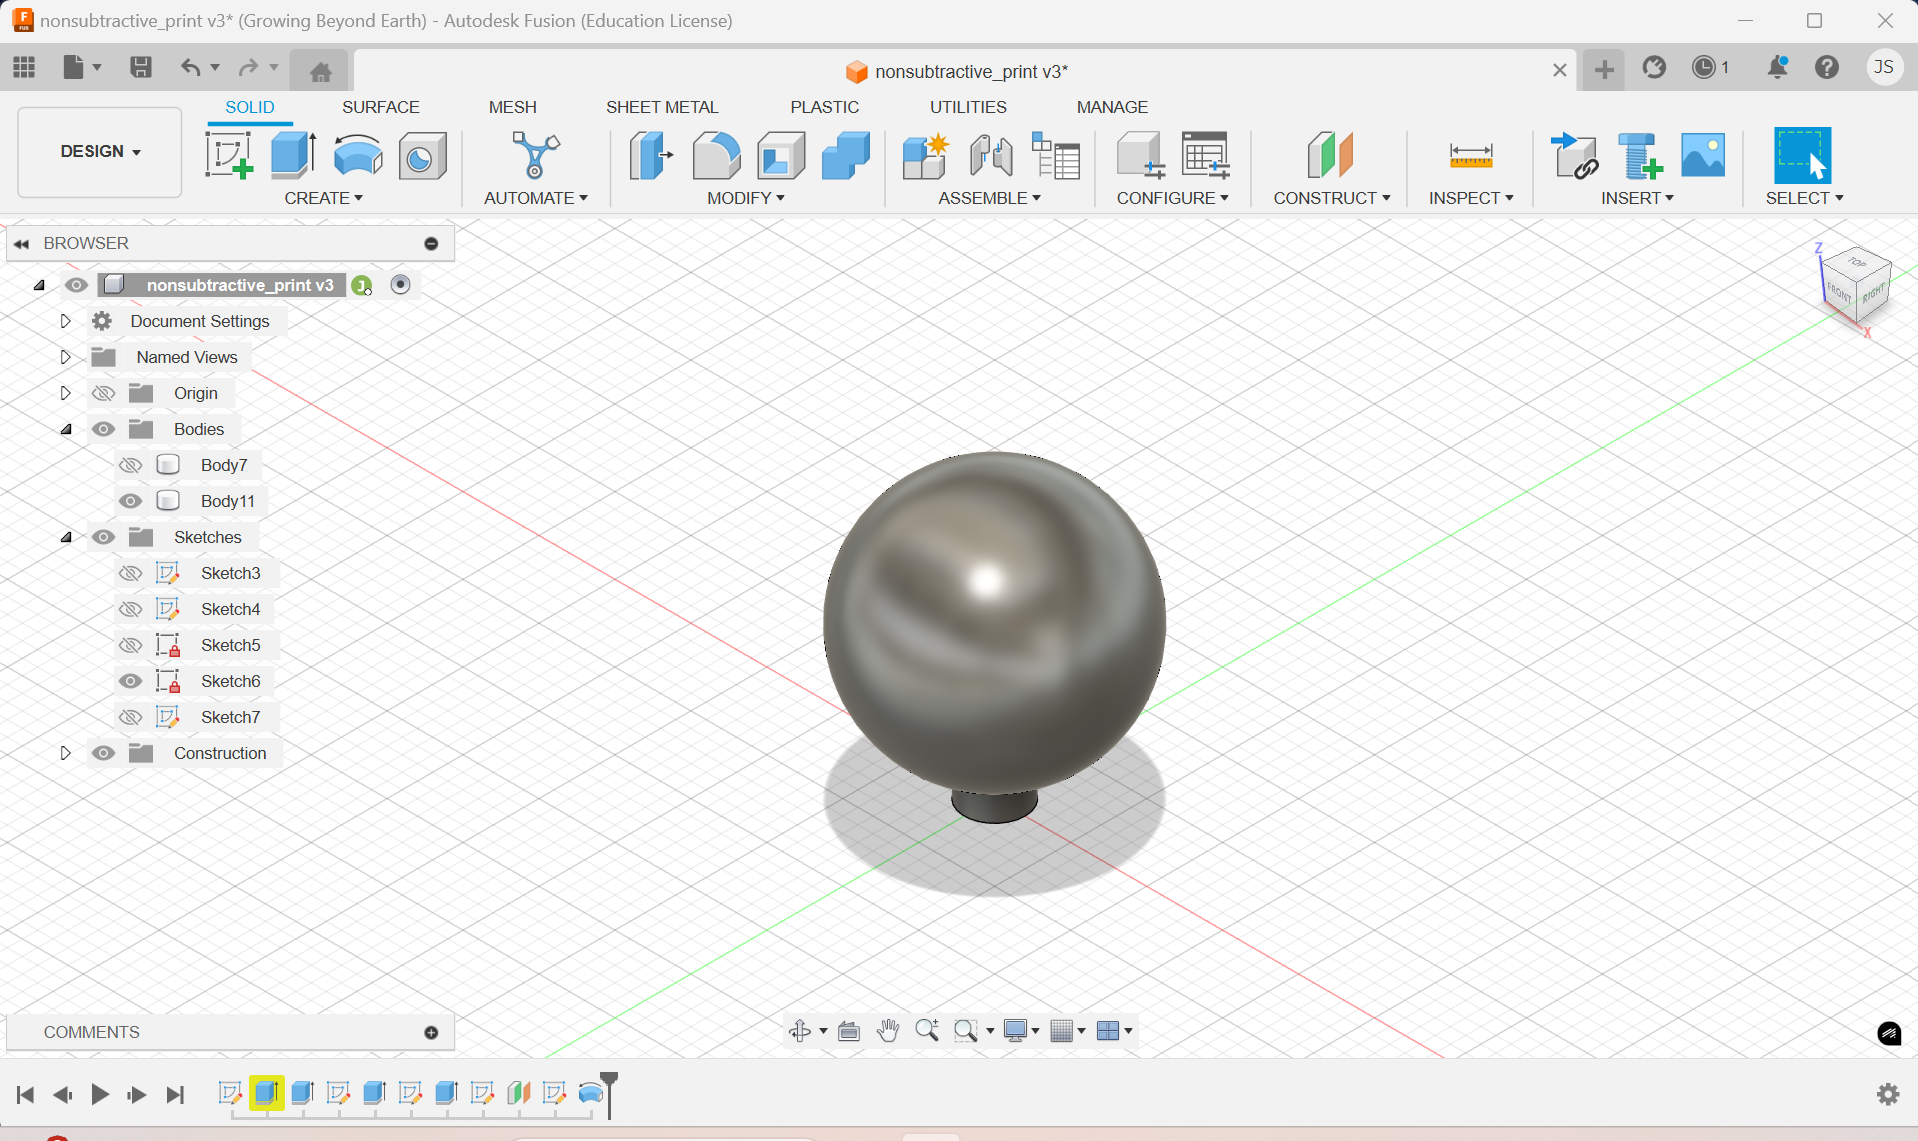 nonsubtractive_print v3* (Growing Beyond Earth) - Autodesk Fusion (Education License)
nonsubtractive_print v3*
1
JS
DESIGN
SOLID
SURFACE
MESH
SHEET METAL
PLASTIC
UTILITIES
MANAGE
CREATE
AUTOMATE
MODIFY
ASSEMBLE
CONFIGURE
CONSTRUCT
INSPECT
INSERT
SELECT
BROWSER
nonsubtractive_print v3
J
Document Settings
Named Views
Origin
Bodies
Body7
Body11
Sketches
Sketch3
Sketch4
Sketch5
Sketch6
Sketch7
Construction
Z
TOP
FRONT
RIGHT
X
COMMENTS